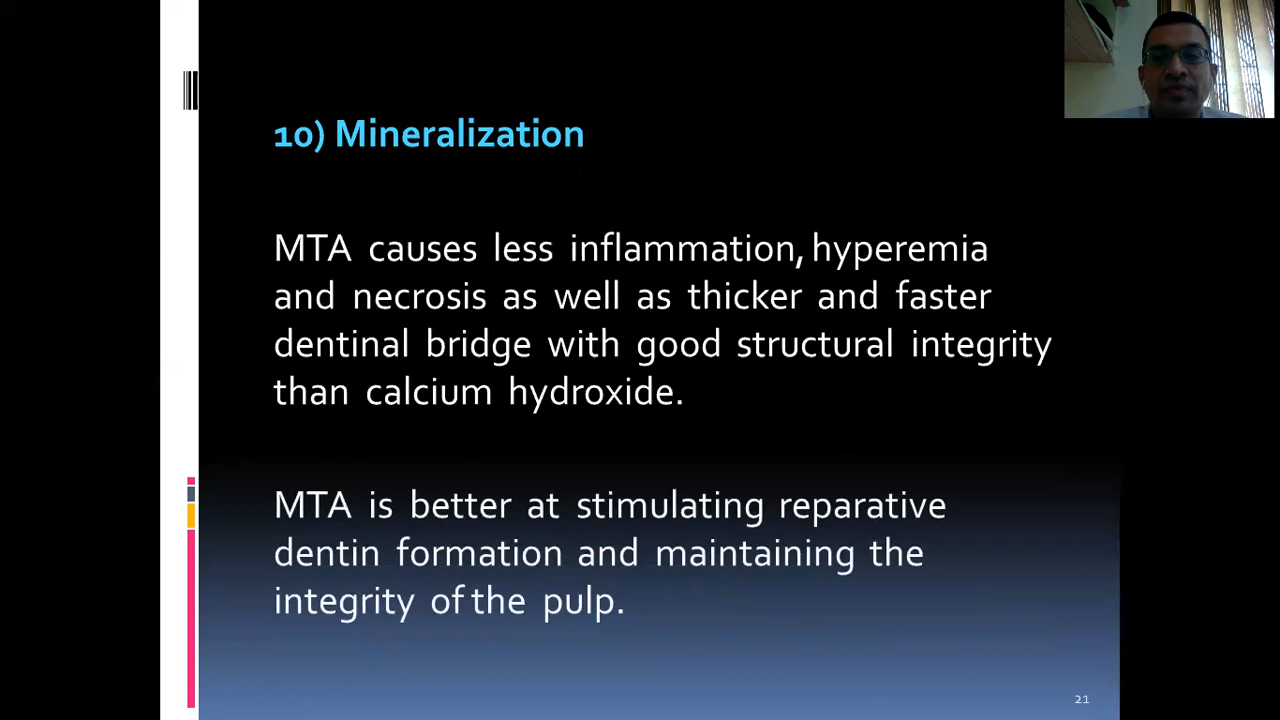 10) Mineralization
MTA causes less inflammation, hyperemia
and necrosis as well as thicker and faster
dentinal bridge with good structural integrity
than calcium hydroxide.
MTA is better at stimulating reparative
dentin formation and maintaining the
integrity of the pulp.
21